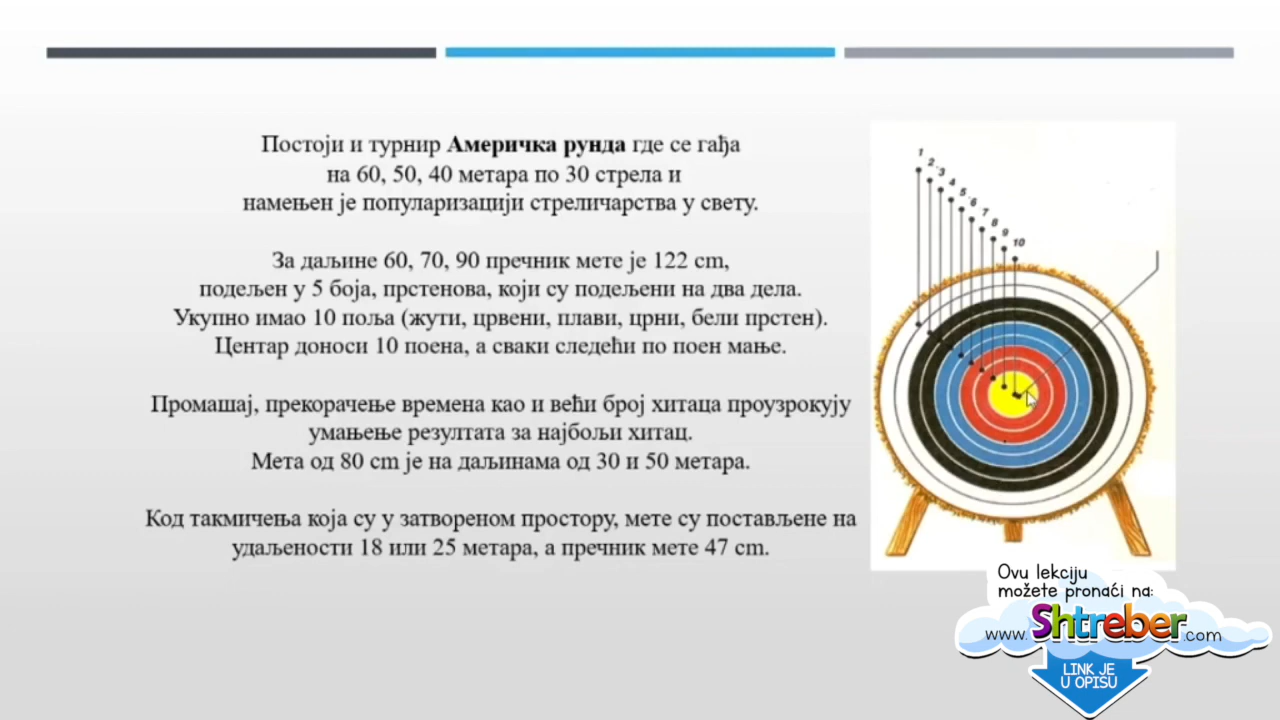 Постоји и турнир Америчка рунда где се гађа
на 60, 50, 40 метара по 30 стрела и
намењен је популаризацији стреличарства у свету.
За даљине 60, 70, 90 пречник мете је 122 cm,
подељен у 5 боја, прстенова, који су подељени на два дела.
Укупно имао 10 поља (жути, црвени, плави, црни, бели прстен).
Центар доноси 10 поена, а сваки следећи по поен мање.
Промашај, прекорачење времена као и већи број хитаца проузрокују
умањење резултата за најбољи хитац.
Мета од 80 cm је на даљинама од 30 и 50 метара.
Код такмичења која су у затвореном простору, мете су постављене на
удаљености 18 или 25 метара, а пречник мете 47 cm.
1
2
3
4
5
6
7
8
9
10
Ovu lekciju
možete pronaći na:
www.Shtreber.com
LINK JE
U OPISU